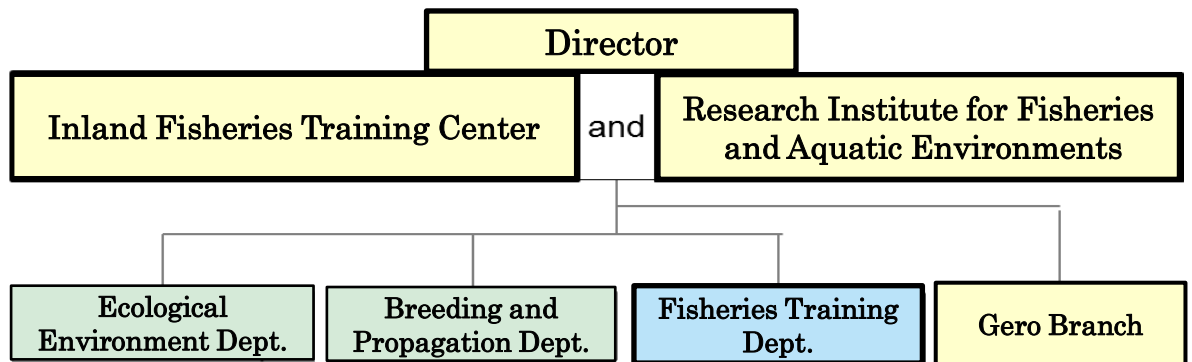 Director
Inland Fisheries Training Center
and
Research Institute for Fisheries
and Aquatic Environments
Ecological
Environment Dept.
Breeding and
Propagation Dept.
Fisheries Training
Dept.
Gero Branch